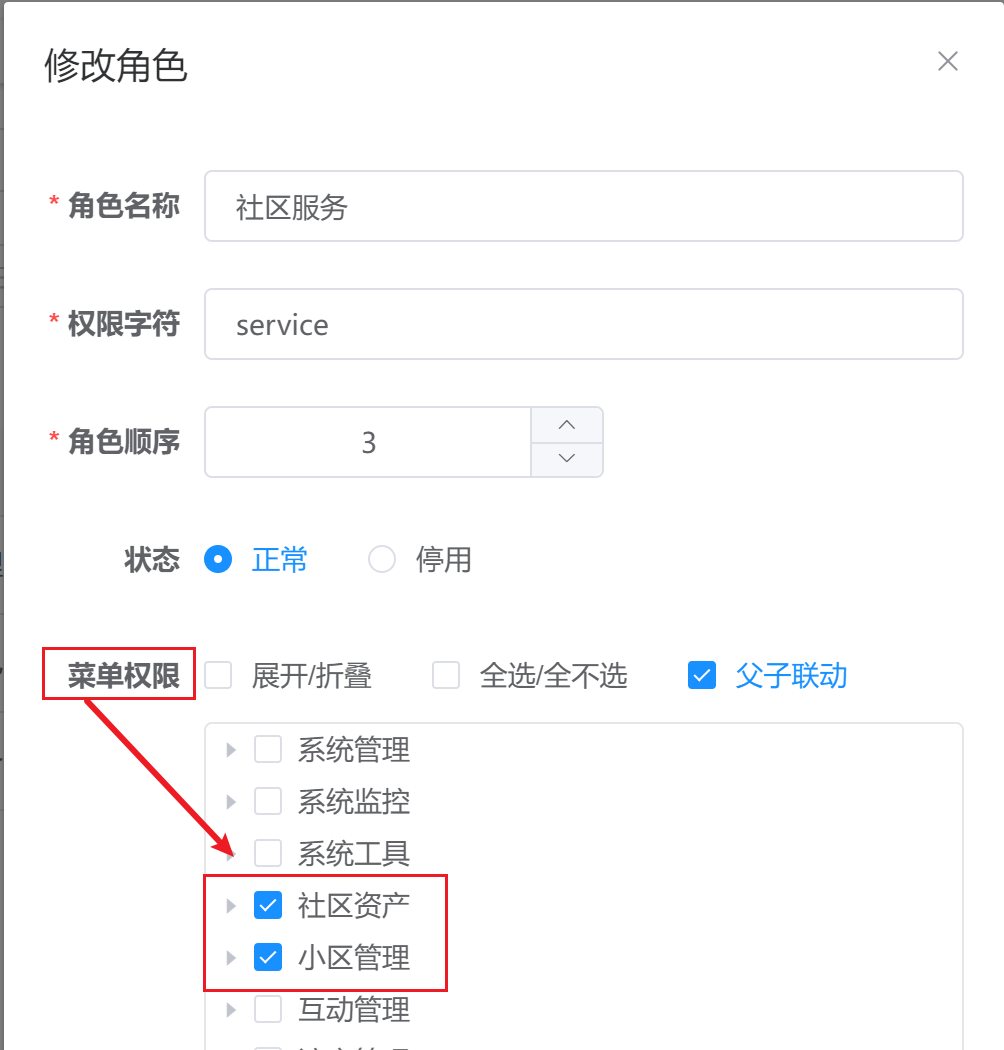 修改角色
* 角色名称 社区服务
* 权限字符 service
* 角色顺序 3
状态 正常 停用
菜单权限 展开/折叠 全选/全不选 父子联动
系统管理
系统监控
系统工具
社区资产
小区管理
互动管理